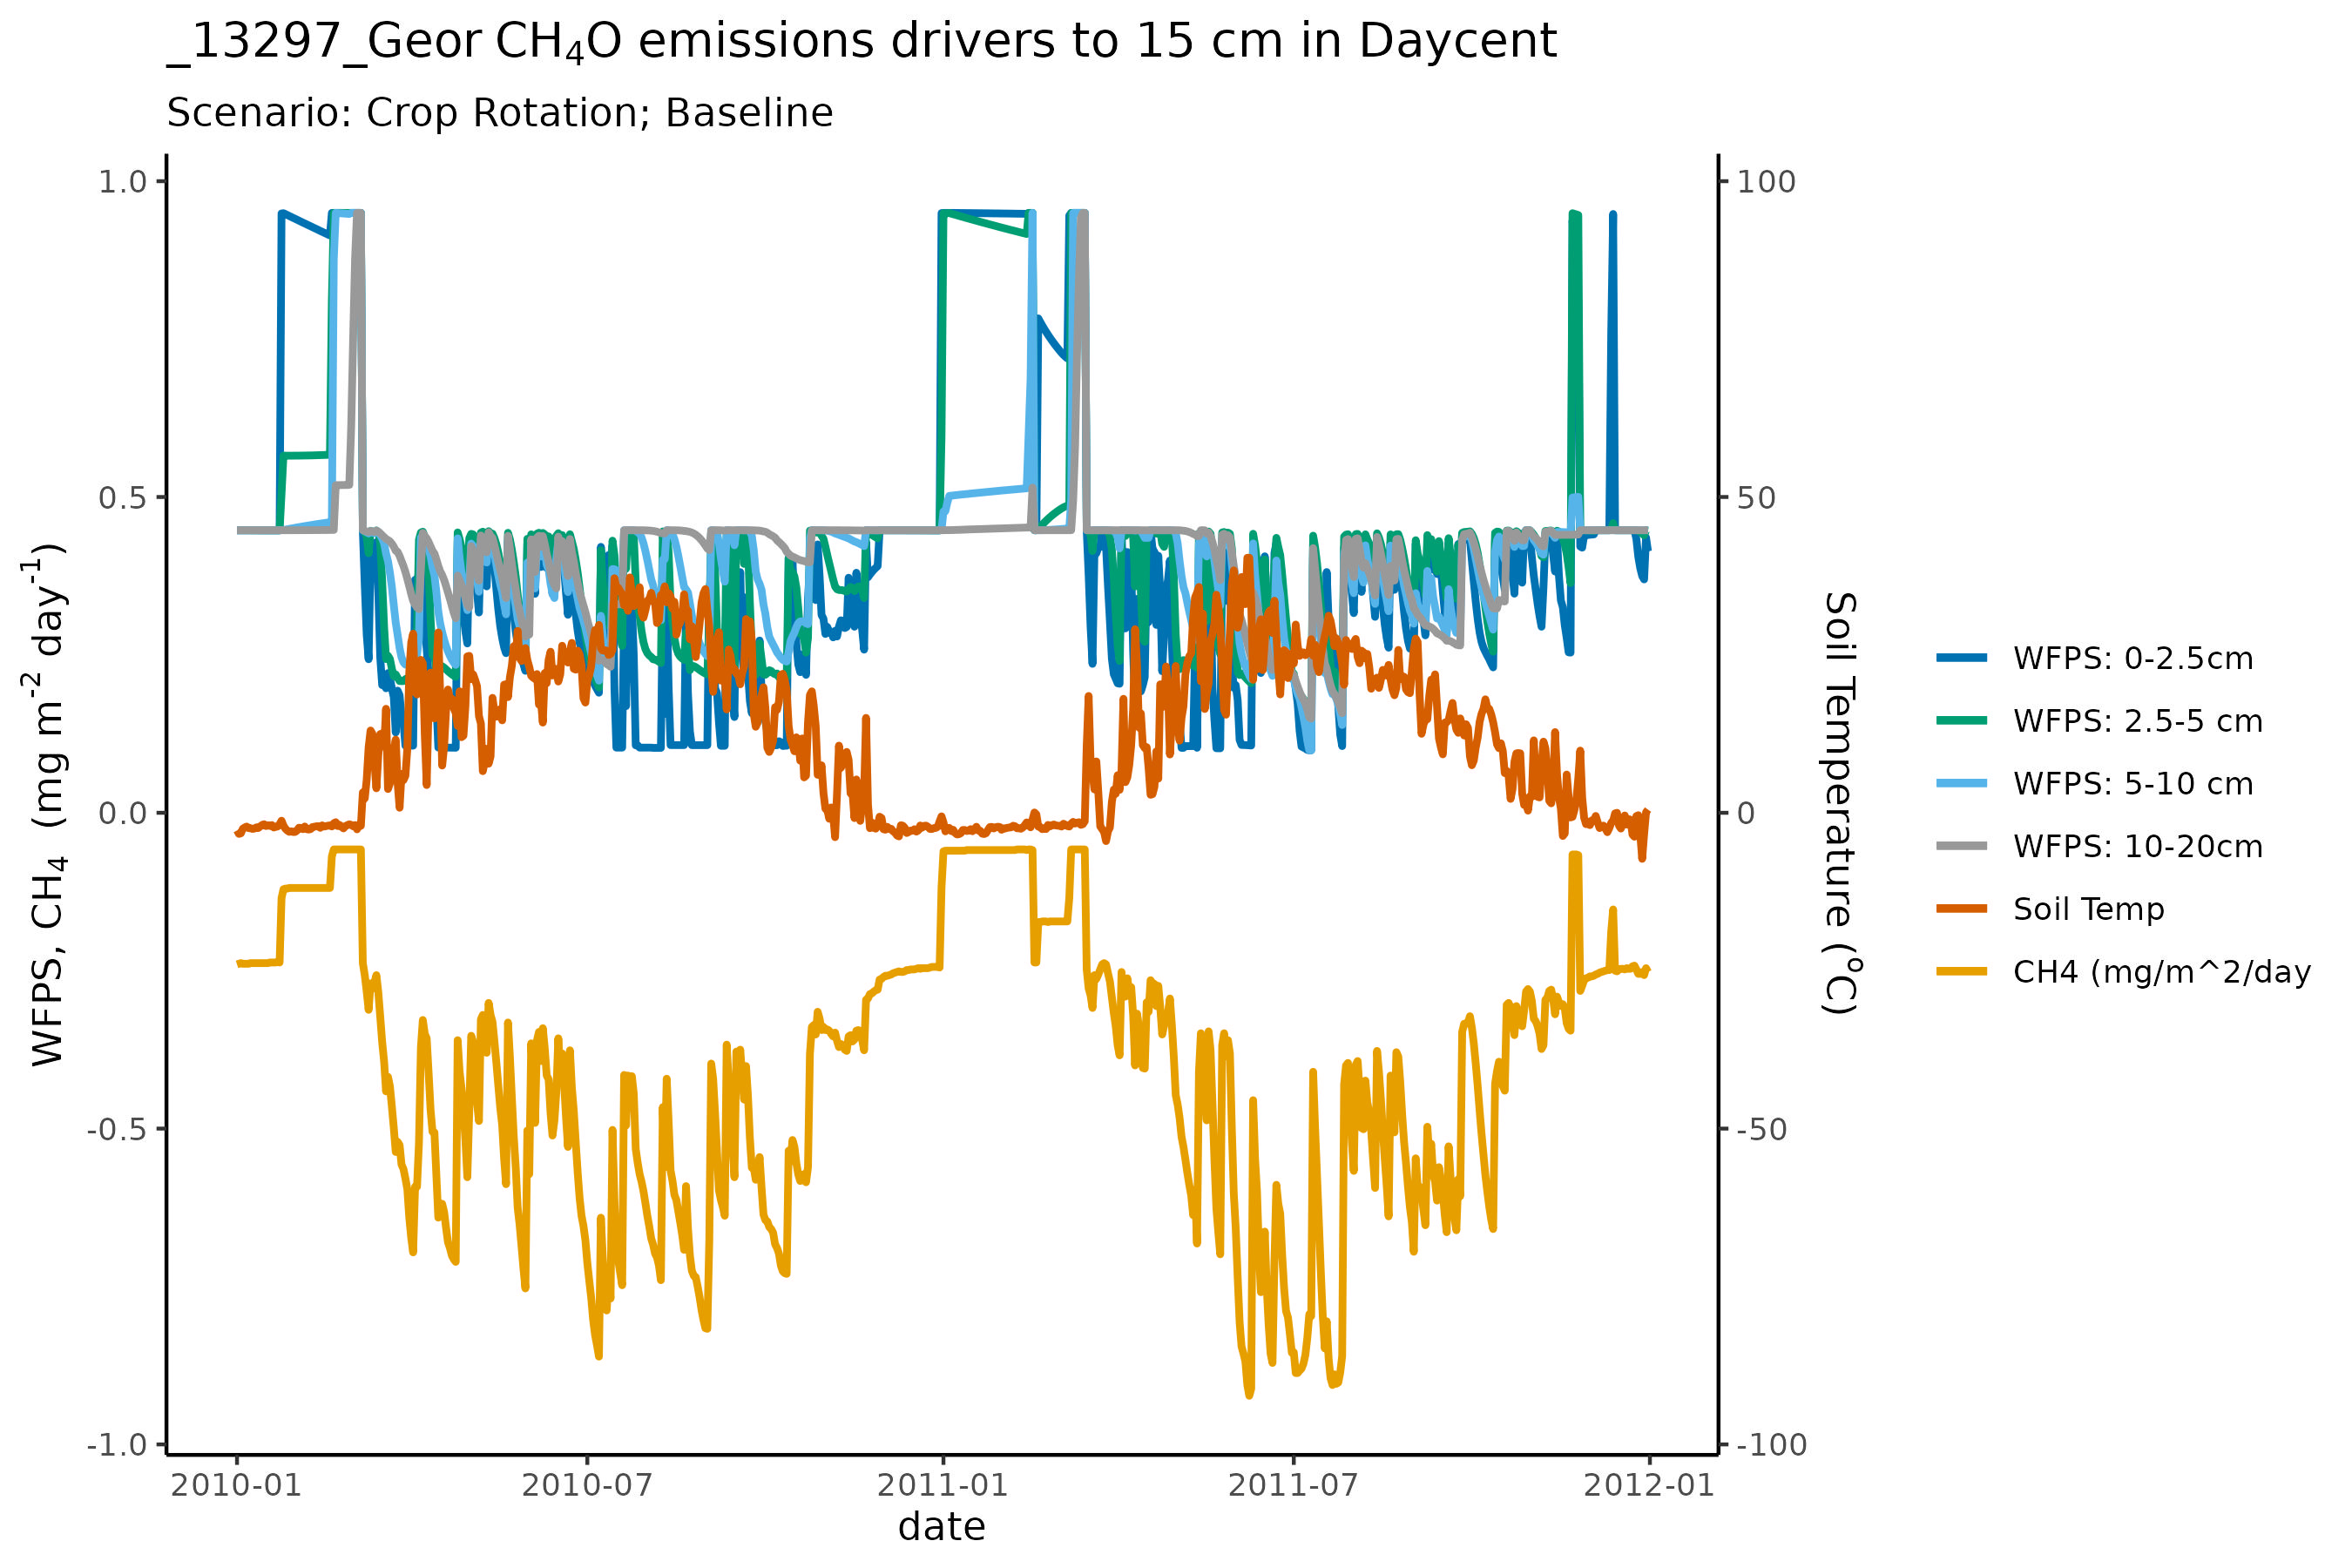 _13297_Geor CH₄O emissions drivers to 15 cm in Daycent
Scenario: Crop Rotation; Baseline
WFPS, CH₄ (mg m⁻² day⁻¹)
1.0
0.5
0.0
-0.5
-1.0
100
50
0
-50
-100
Soil Temperature (ºC)
2010-01
2010-07
2011-01
2011-07
2012-01
date
WFPS: 0-2.5cm
WFPS: 2.5-5 cm
WFPS: 5-10 cm
WFPS: 10-20cm
Soil Temp
CH4 (mg/m^2/day